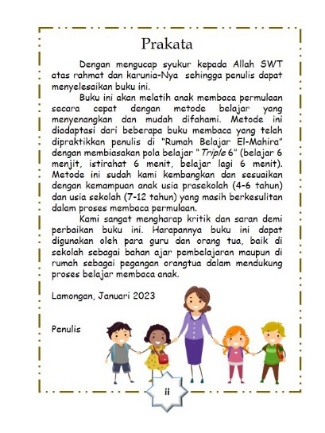 Prakata
Dengan mengucap syukur kepada Allah SWT
atas rahmat dan karunia-Nya sehingga penulis dapat
menyelesaikan buku ini.
Buku ini akan melatih anak membaca permulaan
secara cepat dengan metode belajar yang
menyenangkan dan mudah difahami. Metode ini
diadaptasi dari beberapa buku membaca yang telah
dipraktikkan penulis di "Rumah Belajar El-Mahira"
dengan membiasakan pola belajar "Triple 6" (belajar 6
menjit, istirahat 6 menit, belajar lagi 6 menit).
Metode ini sudah kami kembangkan dan sesuaikan
dengan kemampuan anak usia prasekolah (4-6 tahun)
dan usia sekolah (7-12 tahun) yang masih berkesulitan
dalam proses membaca permulaan.
Kami sangat mengharap kritik dan saran demi
perbaikan buku ini. Harapannya buku ini dapat
digunakan oleh para guru dan orang tua, baik di
sekolah sebagai bahan ajar pembelajaran maupun di
rumah sebagai pegangan orangtua dalam mendukung
proses belajar membaca anak.
Lamongan, Januari 2023
Penulis
ii